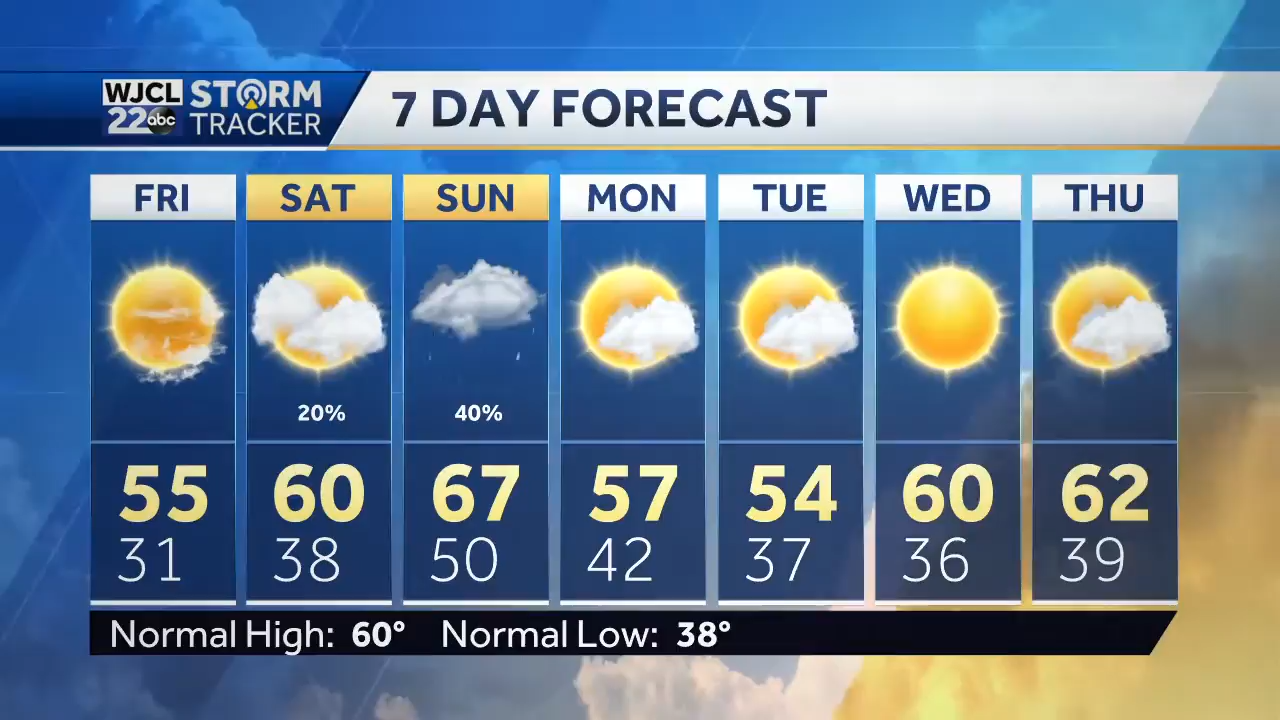 WJCL STORM
22 abc TRACKER
7 DAY FORECAST
FRI SAT SUN MON TUE WED THU
20% 40%
55 60 67 57 54 60 62
31 38 50 42 37 36 39
Normal High: 60° Normal Low: 38°